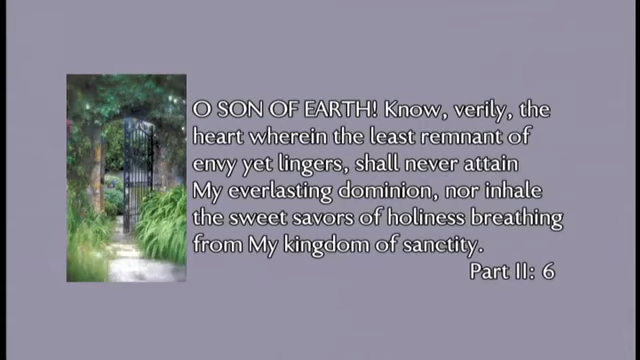 O SON OF EARTH! Know, verily, the
heart wherein the least remnant of
envy yet lingers, shall never attain
My everlasting dominion, nor inhale
the sweet savors of holiness breathing
from My kingdom of sanctity.
Part II: 6